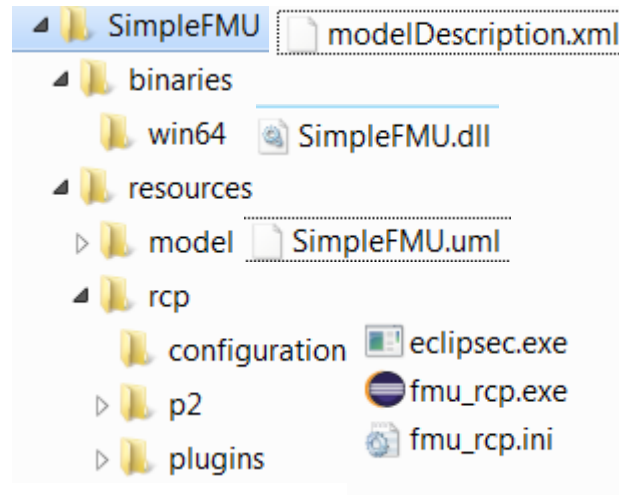 SimpleFMU modelDescription.xml
binaries
win64 SimpleFMU.dll
resources
model SimpleFMU.uml
rcp
configuration eclipsec.exe
p2 fmu_rcp.exe
plugins fmu_rcp.ini